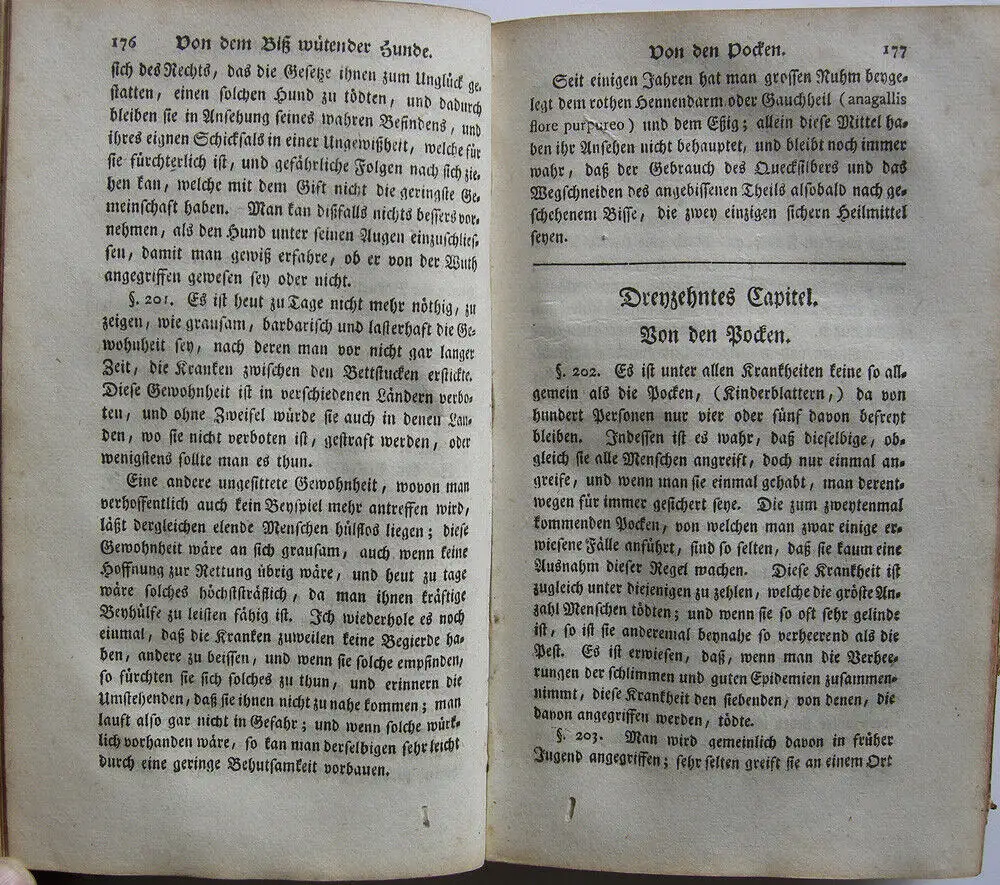 176 Von dem Biß wütender Hunde.
sich des Rechts, das die Gesetze ihnen zum Unglück ge-
statten, einen solchen Hund zu tödten, und dadurch
bleiben sie in Ansehung seines wahren Befindens, und
ihres eignen Schicksals in einer Ungewißheit, welche für
sie fürchterlich ist, und gefährliche Folgen nach sich zie-
hen kan, welche mit dem Gift nicht die geringste Ge-
meinschaft haben. Man kan dißfalls nichts bessers vor-
nehmen, als den Hund unter seinen Augen einzuschlies-
sen, damit man gewiß erfahre, ob er von der Wuth
angegriffen gewesen sey oder nicht.
§. 201. Es ist heut zu Tage nicht mehr nöthig, zu
zeigen, wie grausam, barbarisch und lasterhaft die Ge-
wohnheit sey, nach deren man vor nicht gar langer
Zeit, die Kranken zwischen den Bettstucken erstickte.
Diese Gewohnheit ist in verschiedenen Ländern verbo-
ten, und ohne Zweifel würde sie auch in denen Lan-
den, wo sie nicht verboten ist, gestraft werden, oder
wenigstens sollte man es thun.
Eine andere ungesittete Gewohnheit, wovon man
verhoffentlich auch kein Beyspiel mehr antreffen wird,
läßt dergleichen elende Menschen hülflos liegen; diese
Gewohnheit wäre an sich grausam, auch wenn keine
Hoffnung zur Rettung übrig wäre, und heut zu tage
wäre solches höchststräflich, da man ihnen kräftige
Beyhülfe zu leisten fähig ist. Ich wiederhole es noch
einmal, daß die Kranken zuweilen keine Begierde ha-
ben, andere zu beissen, und wenn sie solche empfinden,
so fürchten sie sich solches zu thun, und erinnern die
Umstehenden, daß sie ihnen nicht zu nahe kommen; man
lauft also gar nicht in Gefahr; und wenn solche würk-
lich vorhanden wäre, so kan man derselbigen sehr leicht
durch eine geringe Behutsamkeit vorbauen.
Von den Pocken. 177
Seit einigen Jahren hat man grossen Ruhm beyge-
legt dem rothen Hennendarm oder Gauchheil (anagallis
flore purpureo) und dem Eßig; allein diese Mittel ha-
ben ihr Ansehen nicht behauptet, und bleibt noch immer
wahr, daß der Gebrauch des Quecksilbers und das
Wegschneiden des angebissenen Theils alsobald nach ge-
schehenem Bisse, die zwey einzigen sichern Heilmittel
seyen.
Dreyzehntes Capitel.
Von den Pocken.
§. 202. Es ist unter allen Krankheiten keine so all-
gemein als die Pocken, (Kinderblattern,) da von
hundert Personen nur vier oder fünf davon befreyt
bleiben. Indessen ist es wahr, daß dieselbige, ob-
gleich sie alle Menschen angreift, doch nur einmal an-
greife, und wenn man sie einmal gehabt, man derent-
wegen für immer gesichert seye. Die zum zweytenmal
kommenden Pocken, von welchen man zwar einige er-
wiesene Fälle anführt, sind so selten, daß sie kaum eine
Ausnahm dieser Regel machen. Diese Krankheit ist
zugleich unter diejenigen zu zehlen, welche die gröste An-
zahl Menschen tödten; und wenn sie so oft sehr gelinde
ist, so ist sie anderemal beynahe so verheerend als die
Pest. Es ist erwiesen, daß, wenn man die Verhee-
rungen der schlimmen und guten Epidemien zusammen-
nimmt, diese Krankheit den siebenden, von denen, die
davon angegriffen werden, tödte.
§. 203. Man wird gemeinlich davon in früher
Jugend angegriffen; sehr selten greift sie an einem Ort